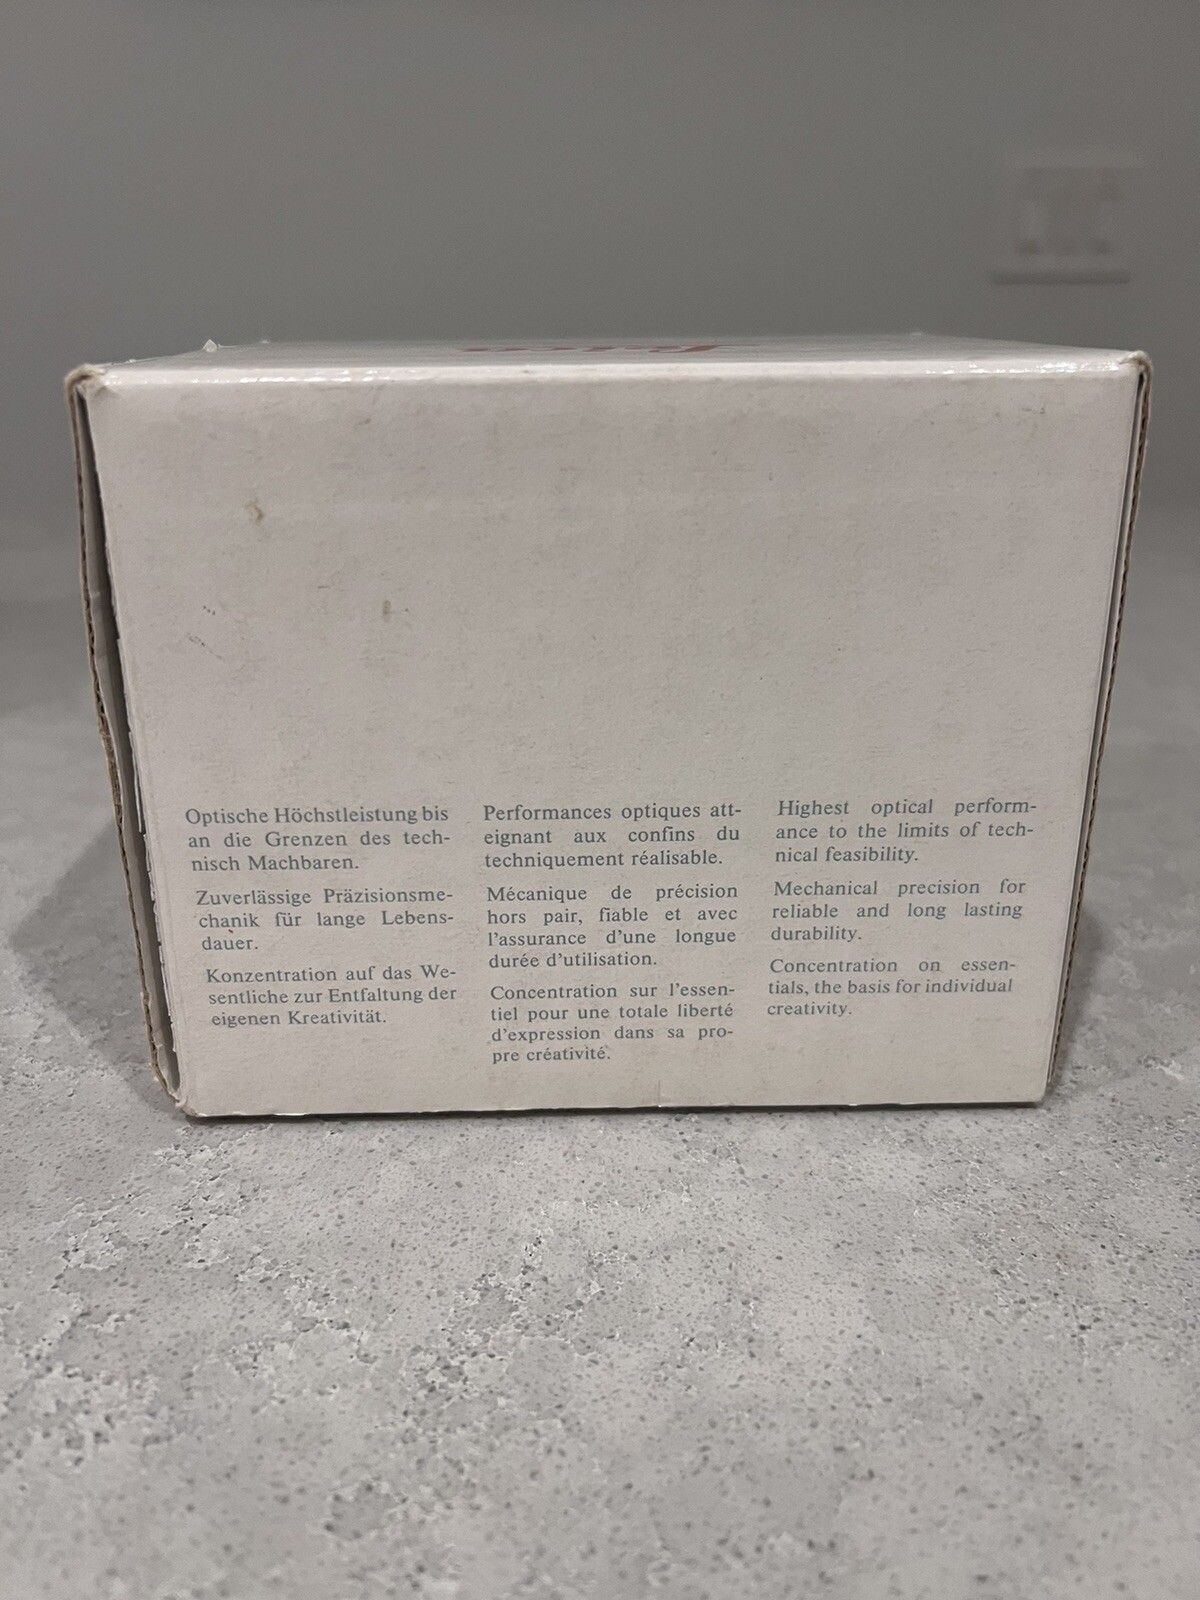 Optische Höchstleistung bis
an die Grenzen des tech-
nisch Machbaren.
Zuverlässige Präzisionsme-
chanik für lange Lebens-
dauer.
Konzentration auf das We-
sentliche zur Entfaltung der
eigenen Kreativität.
Performances optiques att-
eignant aux confins du
techniquement réalisable.
Mécanique de précision
hors pair, fiable et avec
l'assurance d'une longue
durée d'utilisation.
Concentration sur l'essen-
tiel pour une totale liberté
d'expression dans sa pro-
pre créativité.
Highest optical perform-
ance to the limits of tech-
nical feasibility.
Mechanical precision for
reliable and long lasting
durability.
Concentration on essen-
tials, the basis for individual
creativity.